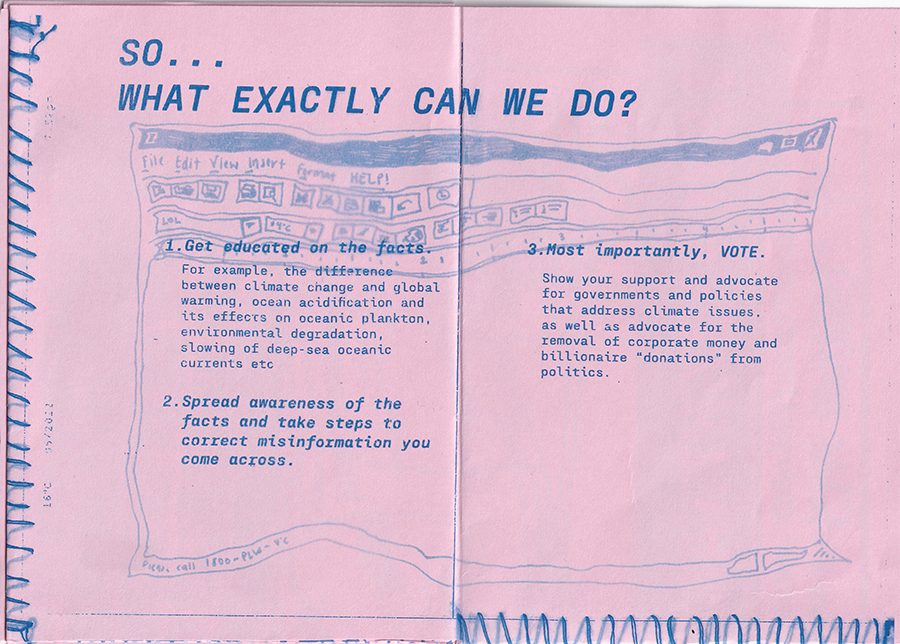 SO...
WHAT EXACTLY CAN WE DO?
File Edit View Insert Format HELP!
LOL
1.Get educated on the facts.
For example, the difference
between climate change and global
warming, ocean acidification and
its effects on oceanic plankton,
environmental degradation,
slowing of deep-sea oceanic
currents etc
2.Spread awareness of the
facts and take steps to
correct misinformation you
come across.
3.Most importantly, VOTE.
Show your support and advocate
for governments and policies
that address climate issues.
as well as advocate for the
removal of corporate money and
billionaire “donations” from
politics.
Please call 1800-PLW-4°C
16°C 05/2022